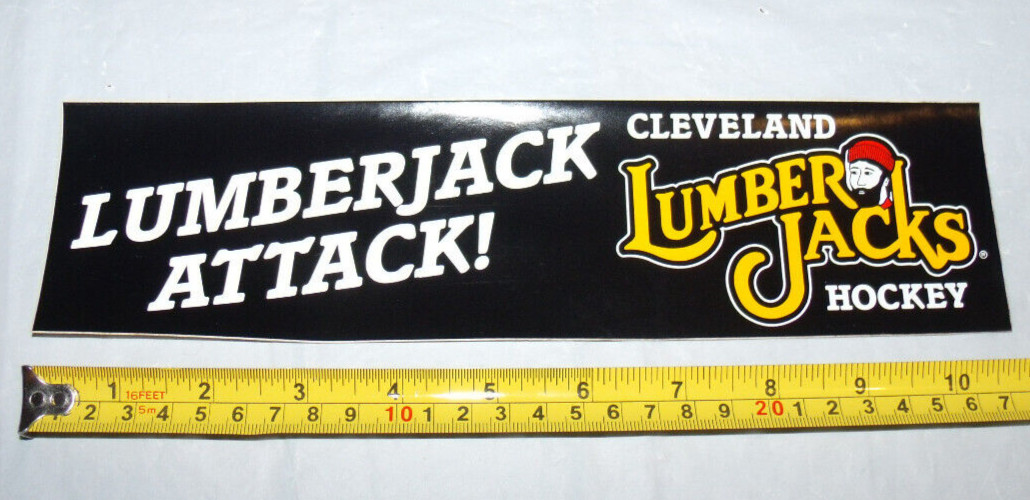 LUMBERJACK
ATTACK!
CLEVELAND
LUMBER
JACKS®
HOCKEY
1 16FEET 2 3 4 5 6 7 8 9 10
1 2 3 5m 4 5 6 7 8 9 10 1 2 3 4 5 6 7 8 9 20 1 2 3 4 5 6 7